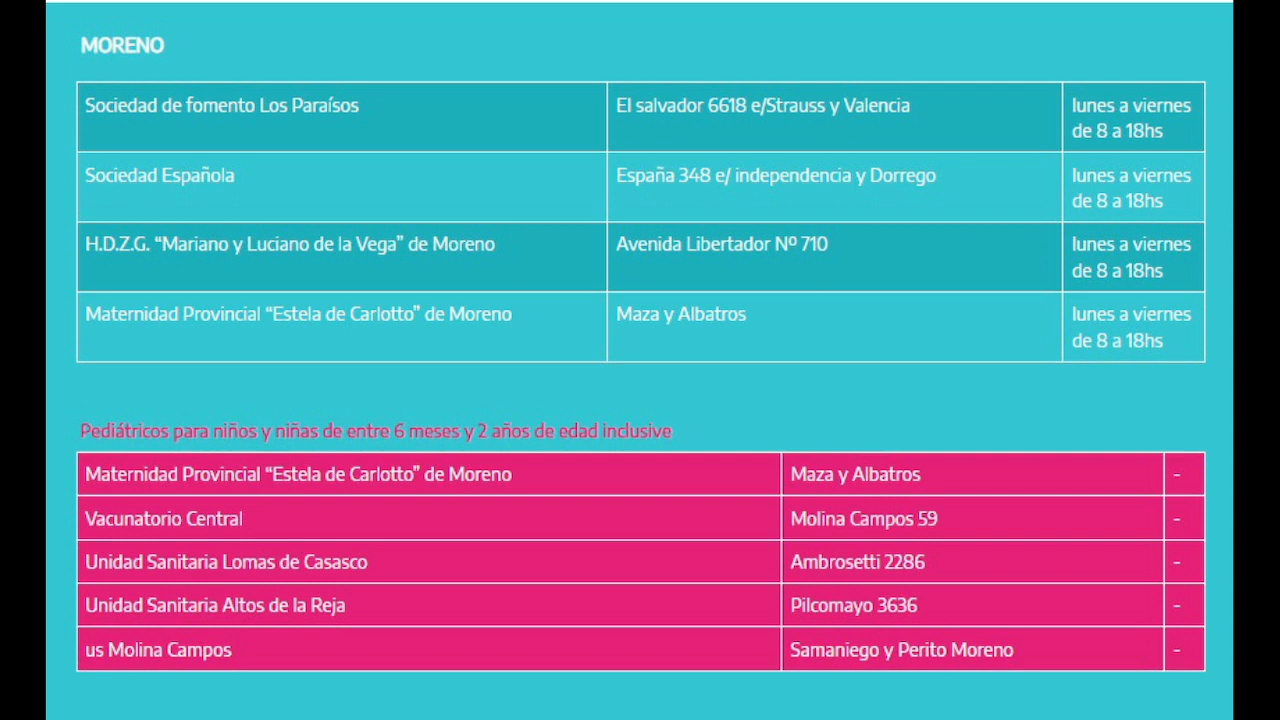 MORENO
Sociedad de fomento Los Paraísos El salvador 6618 e/Strauss y Valencia lunes a viernes
de 8 a 18hs
Sociedad Española España 348 e/ independencia y Dorrego lunes a viernes
de 8 a 18hs
H.D.Z.G. “Mariano y Luciano de la Vega” de Moreno Avenida Libertador Nº 710 lunes a viernes
de 8 a 18hs
Maternidad Provincial “Estela de Carlotto” de Moreno Maza y Albatros lunes a viernes
de 8 a 18hs
Pediátricos para niños y niñas de entre 6 meses y 2 años de edad inclusive
Maternidad Provincial “Estela de Carlotto” de Moreno Maza y Albatros -
Vacunatorio Central Molina Campos 59 -
Unidad Sanitaria Lomas de Casasco Ambrosetti 2286 -
Unidad Sanitaria Altos de la Reja Pilcomayo 3636 -
us Molina Campos Samaniego y Perito Moreno -